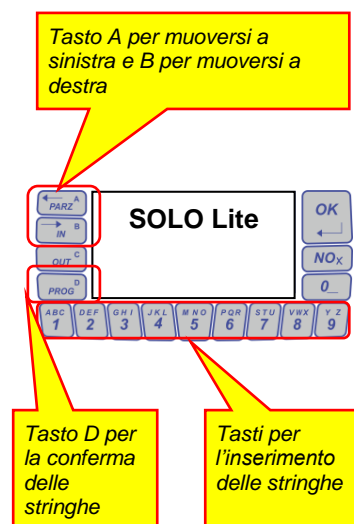 Tasto A per muoversi a
sinistra e B per muoversi a
destra
← A
PARZ
→ B
IN
OUT C
PROG D
SOLO Lite
OK
NOx
0_
ABC DEF GHI JKL MNO PQR STU VWX YZ
1 2 3 4 5 6 7 8 9
Tasto D per
la conferma
delle
stringhe
Tasti per
l'inserimento
delle stringhe